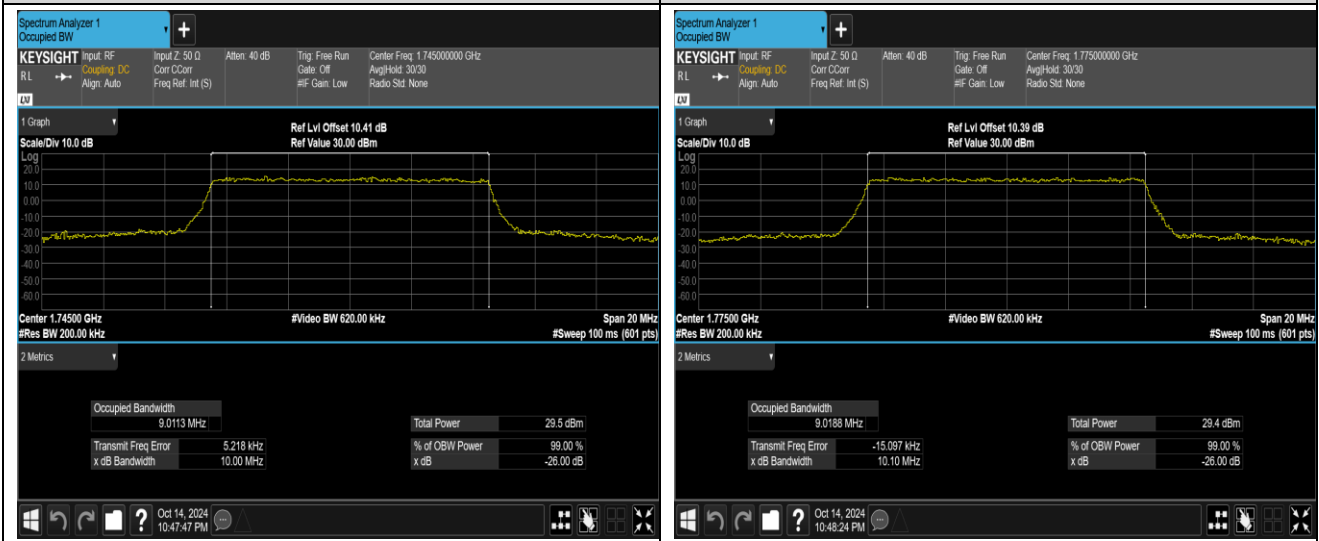 Spectrum Analyzer 1
Occupied BW
+
KEYSIGHT Input: RF Input Z: 50 Ω Atten: 40 dB Trig: Free Run Center Freq: 1.745000000 GHz
Coupling: DC Corr CCorr Gate: Off Avg|Hold: 30/30
RL Align: Auto Freq Ref: Int (S) #IF Gain: Low Radio Std: None
LXI
1 Graph
Ref Lvl Offset 10.41 dB
Scale/Div 10.0 dB Ref Value 30.00 dBm
Log
20.0
10.0
0.00
-10.0
-20.0
-30.0
-40.0
-50.0
-60.0
Center 1.74500 GHz #Video BW 620.00 kHz Span 20 MHz
#Res BW 200.00 kHz #Sweep 100 ms (601 pts)
2 Metrics
Occupied Bandwidth
9.0113 MHz Total Power 29.5 dBm
Transmit Freq Error 5.218 kHz % of OBW Power 99.00 %
x dB Bandwidth 10.00 MHz x dB -26.00 dB
? Oct 14, 2024
10:47:47 PM
Spectrum Analyzer 1
Occupied BW
+
KEYSIGHT Input: RF Input Z: 50 Ω Atten: 40 dB Trig: Free Run Center Freq: 1.775000000 GHz
Coupling: DC Corr CCorr Gate: Off Avg|Hold: 30/30
RL Align: Auto Freq Ref: Int (S) #IF Gain: Low Radio Std: None
LXI
1 Graph
Ref Lvl Offset 10.39 dB
Scale/Div 10.0 dB Ref Value 30.00 dBm
Log
20.0
10.0
0.00
-10.0
-20.0
-30.0
-40.0
-50.0
-60.0
Center 1.77500 GHz #Video BW 620.00 kHz Span 20 MHz
#Res BW 200.00 kHz #Sweep 100 ms (601 pts)
2 Metrics
Occupied Bandwidth
9.0188 MHz Total Power 29.4 dBm
Transmit Freq Error -15.097 kHz % of OBW Power 99.00 %
x dB Bandwidth 10.10 MHz x dB -26.00 dB
? Oct 14, 2024
10:48:24 PM